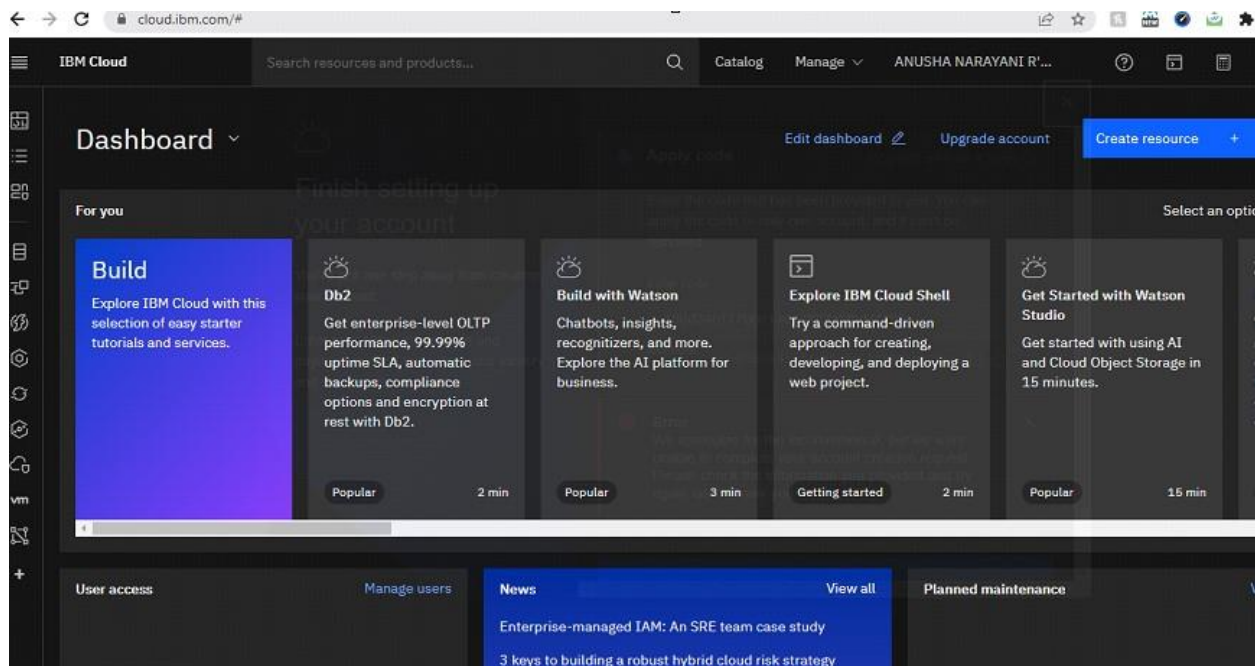 cloud.ibm.com/#
IBM Cloud
Search resources and products...
Catalog
Manage
ANUSHA NARAYANI R'...
Dashboard
Edit dashboard
Upgrade account
Create resource +
For you
Select an optio
Build
Explore IBM Cloud with this
selection of easy starter
tutorials and services.
Db2
Get enterprise-level OLTP
performance, 99.99%
uptime SLA, automatic
backups, compliance
options and encryption at
rest with Db2.
Popular
2 min
Build with Watson
Chatbots, insights,
recognizers, and more.
Explore the AI platform for
business.
Popular
3 min
Explore IBM Cloud Shell
Try a command-driven
approach for creating,
developing, and deploying a
web project.
Getting started
2 min
Get Started with Watson
Studio
Get started with using AI
and Cloud Object Storage in
15 minutes.
Popular
15 min
Finish setting up
your account
Apply code
Error
vm
User access
Manage users
News
View all
Enterprise-managed IAM: An SRE team case study
3 keys to building a robust hybrid cloud risk strategy
Planned maintenance